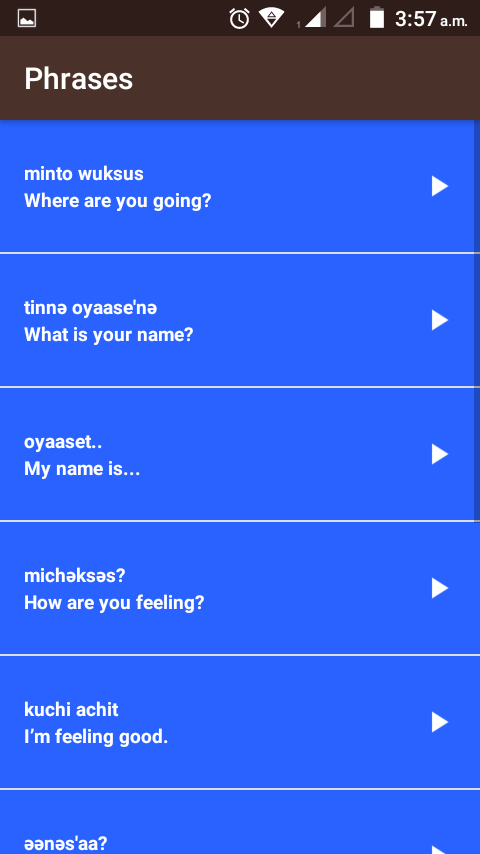 1
3:57 a.m.
Phrases
minto wuksus
Where are you going?
tinnə oyaase'nə
What is your name?
oyaaset..
My name is...
michəksəs?
How are you feeling?
kuchi achit
I’m feeling good.
əənəs'aa?